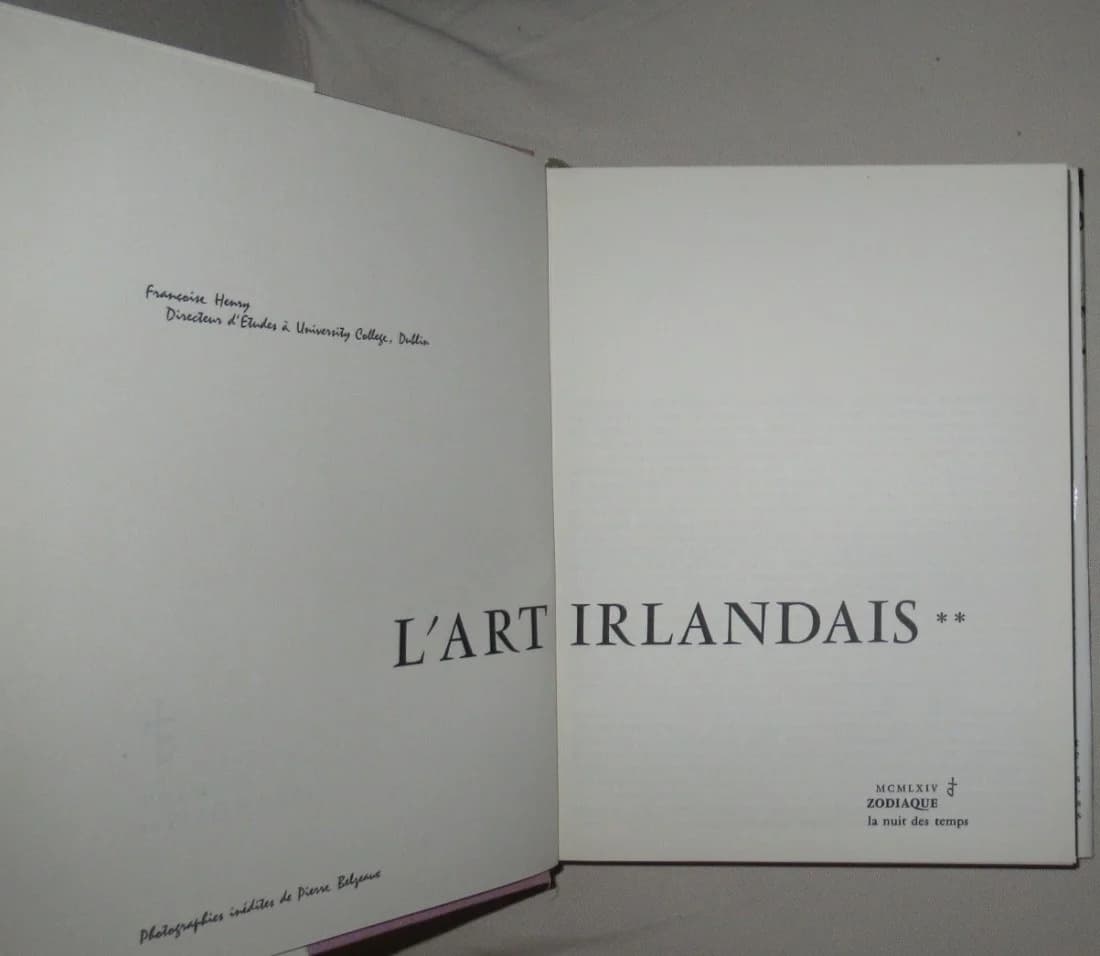 Françoise Henry
Directeur d'Etudes à University College, Dublin
L'ART IRLANDAIS **
MCMLXIV
ZODIAQUE
la nuit des temps
Photographies inédites de Pierre Belzeaux